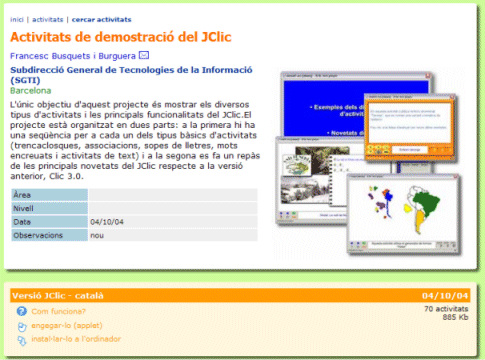 inici | activitats | cercar activitats
Activitats de demostració del JClic
Francesc Busquets i Burguera
Subdirecció General de Tecnologies de la Informació
(SGTI)
Barcelona
L'únic objectiu d'aquest projecte és mostrar els diversos
tipus d'activitats i les principals funcionalitats del JClic.El
projecte està organitzat en dues parts: a la primera hi ha
una seqüència per a cada un dels tipus bàsics d'activitats
(trencaclosques, associacions, sopes de lletres, mots
encreuats i activitats de text) i a la segona es fa un repàs
de les principals novetats del JClic respecte a la versió
anterior, Clic 3.0.
Àrea
Nivell
Data 04/10/04
Observacions nou
• Exemples dels di
d'activitat
• Novetats d
Versió JClic - català 04/10/04
Com funciona? 70 activitats
885 Kb
engegar-lo (applet)
instal·lar-lo a l'ordinador